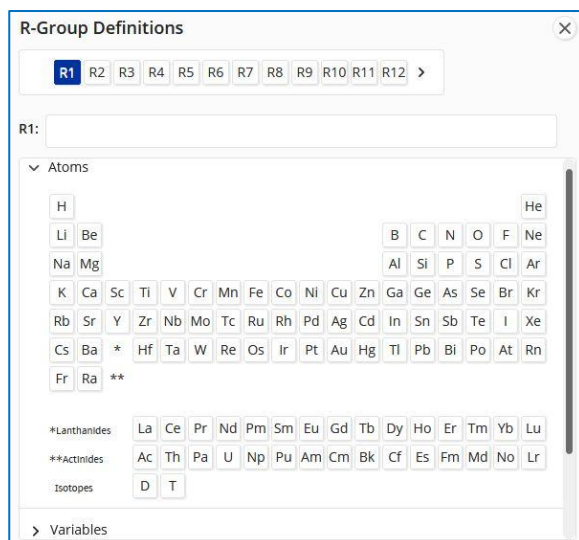 R-Group Definitions
R1 R2 R3 R4 R5 R6 R7 R8 R9 R10 R11 R12
R1:
Atoms
H He
Li Be B C N O F Ne
Na Mg Al Si P S Cl Ar
K Ca Sc Ti V Cr Mn Fe Co Ni Cu Zn Ga Ge As Se Br Kr
Rb Sr Y Zr Nb Mo Tc Ru Rh Pd Ag Cd In Sn Sb Te I Xe
Cs Ba * Hf Ta W Re Os Ir Pt Au Hg Tl Pb Bi Po At Rn
Fr Ra **
*Lanthanides La Ce Pr Nd Pm Sm Eu Gd Tb Dy Ho Er Tm Yb Lu
**Actinides Ac Th Pa U Np Pu Am Cm Bk Cf Es Fm Md No Lr
Isotopes D T
Variables